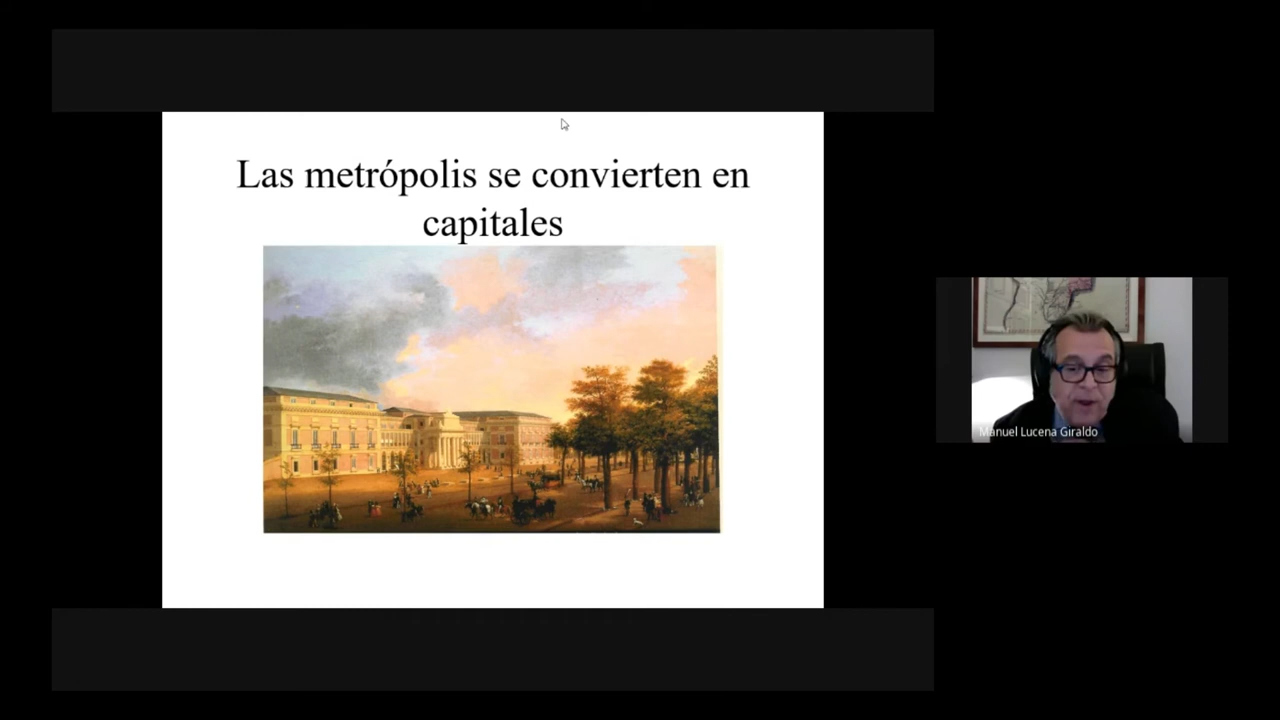 Las metrópolis se convierten en
capitales
Manuel Lucena Giraldo